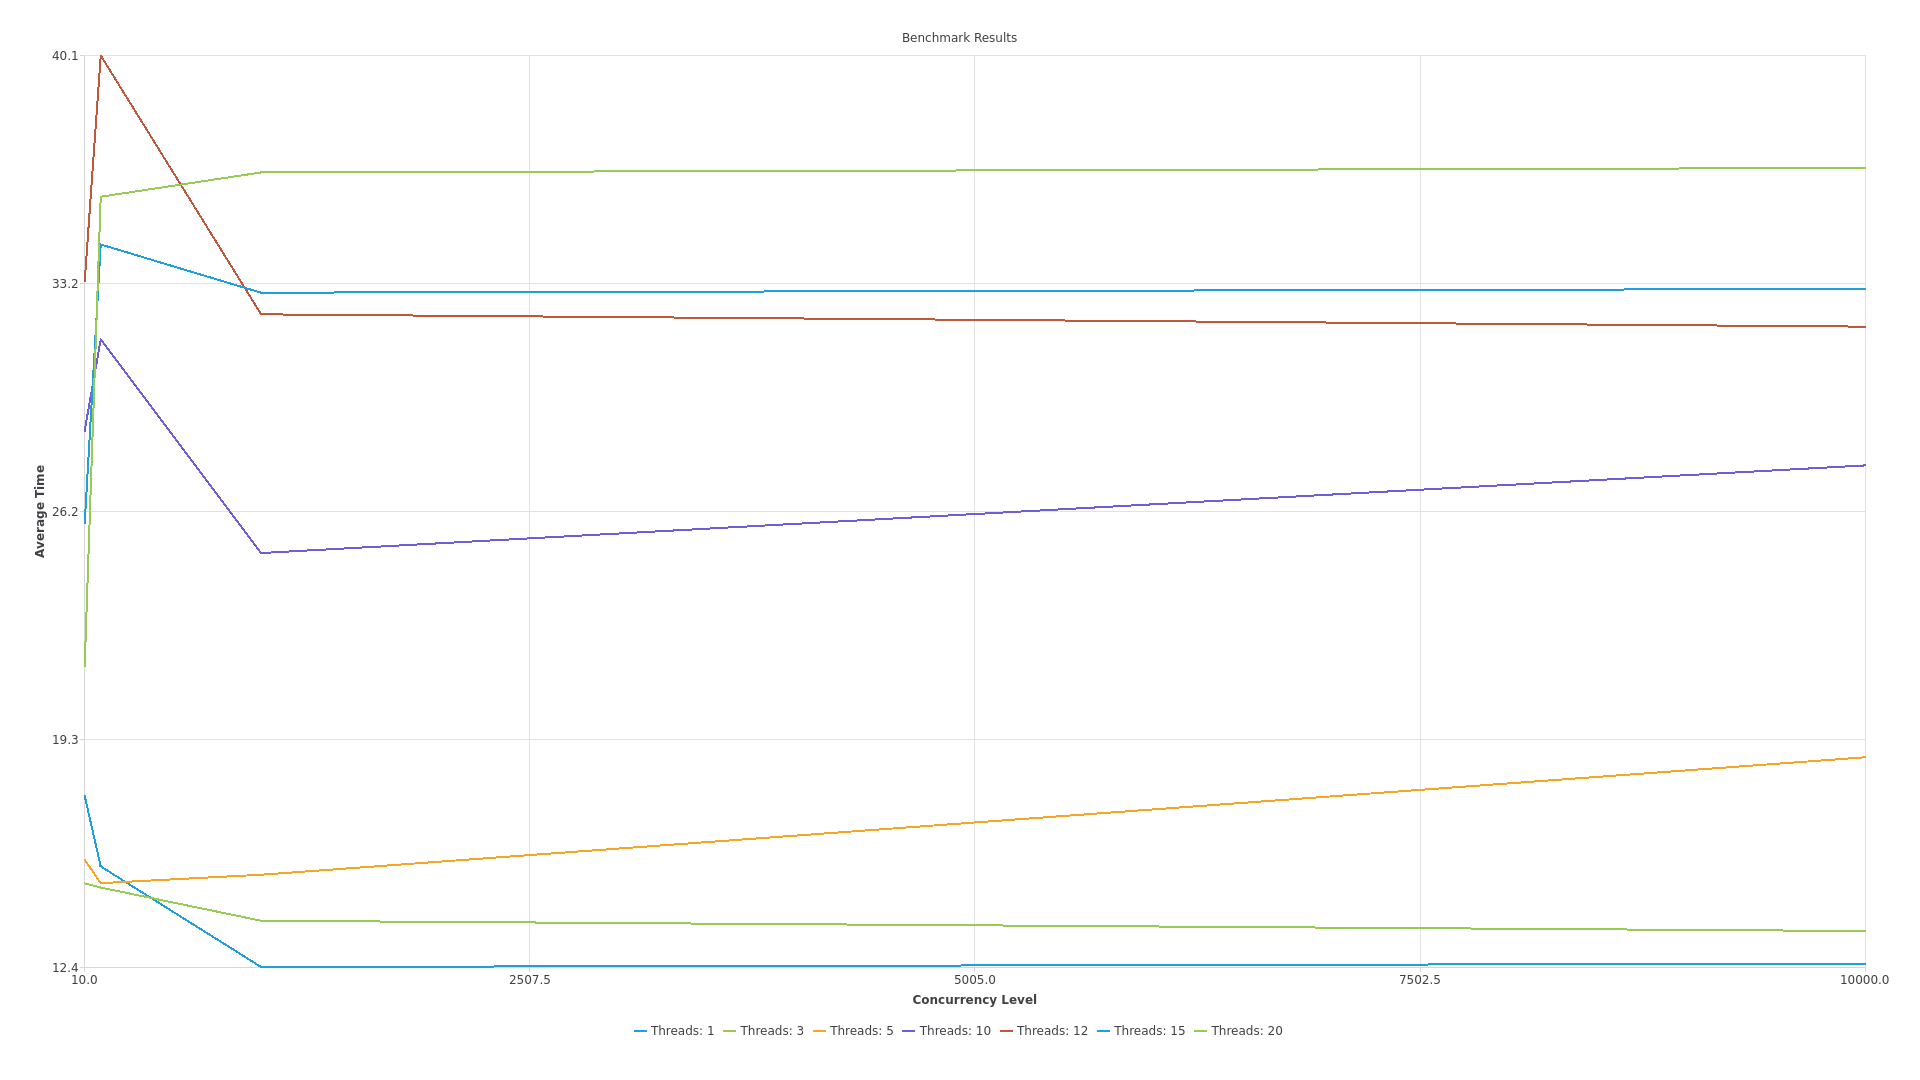 Benchmark Results
40.1
33.2
26.2
19.3
12.4
Average Time
10.0 2507.5 5005.0 7502.5 10000.0
Concurrency Level
Threads: 1 Threads: 3 Threads: 5 Threads: 10 Threads: 12 Threads: 15 Threads: 20